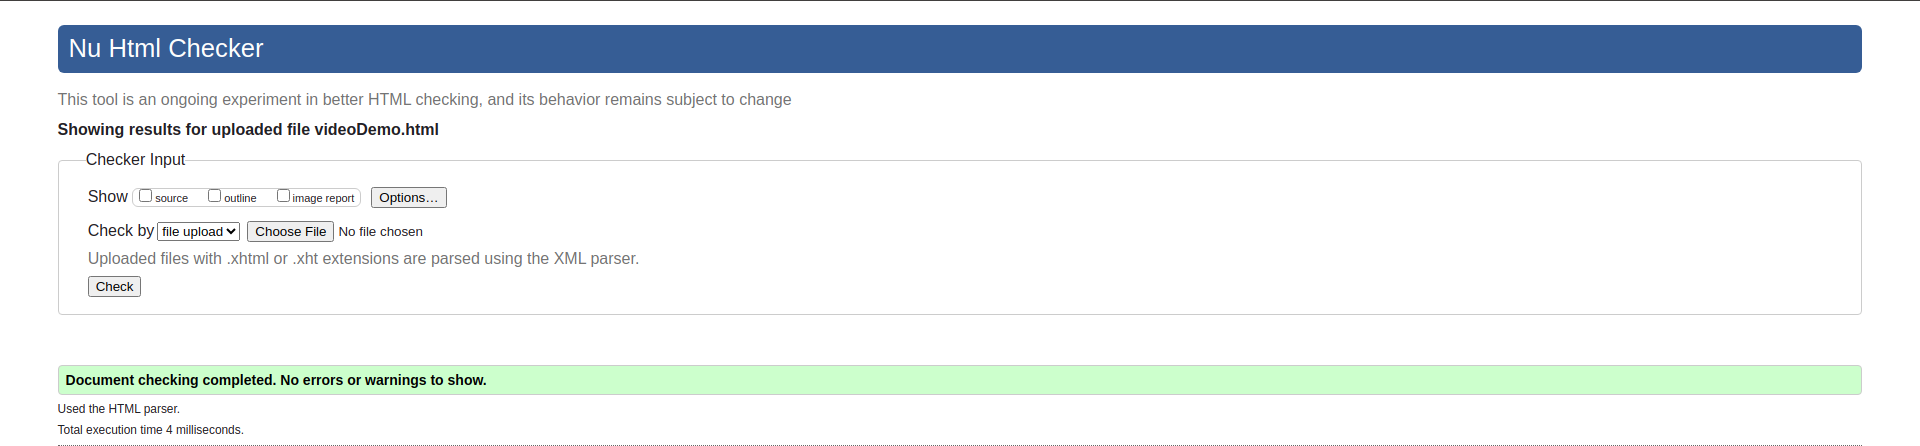 Nu Html Checker
This tool is an ongoing experiment in better HTML checking, and its behavior remains subject to change
Showing results for uploaded file videoDemo.html
Checker Input
Show source outline image report Options...
Check by file upload Choose File No file chosen
Uploaded files with .xhtml or .xht extensions are parsed using the XML parser.
Check
Document checking completed. No errors or warnings to show.
Used the HTML parser.
Total execution time 4 milliseconds.